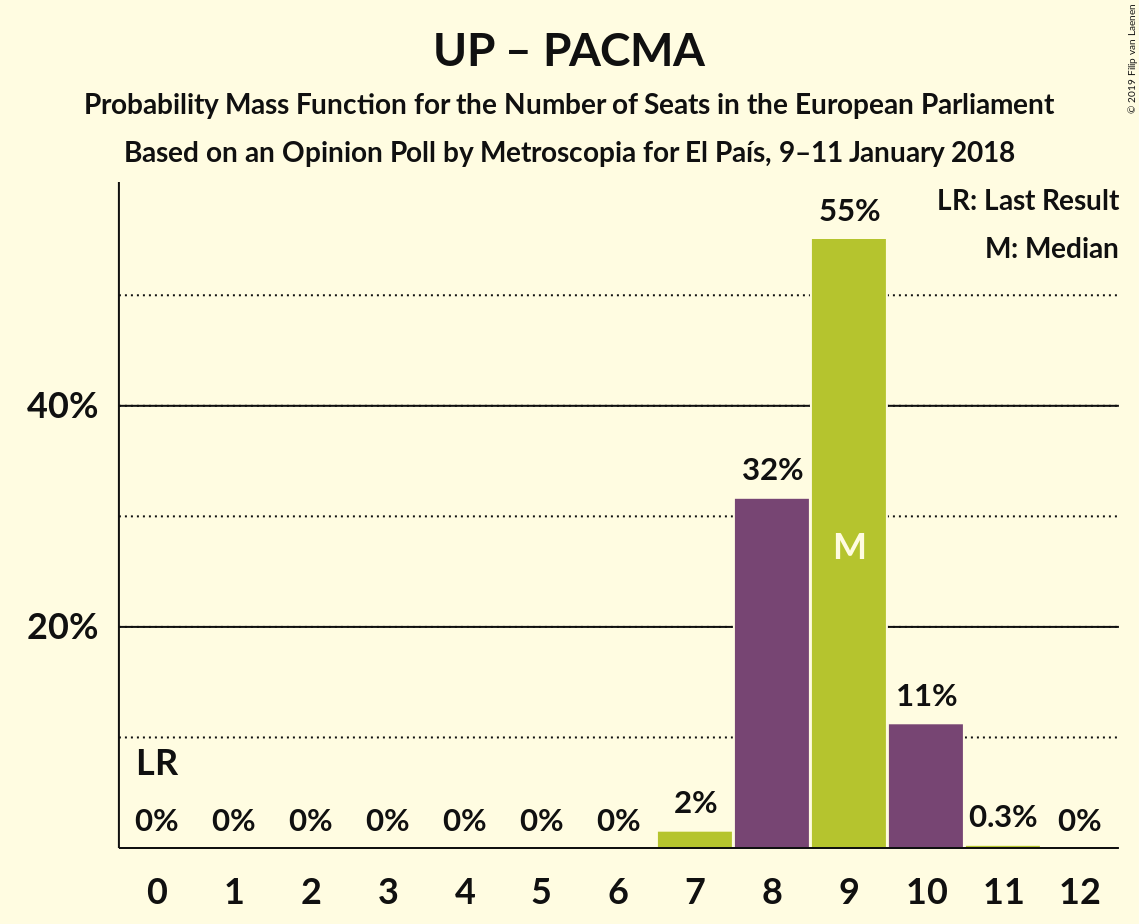 UP – PACMA
Probability Mass Function for the Number of Seats in the European Parliament
Based on an Opinion Poll by Metroscopia for El País, 9–11 January 2018
© 2019 Filip van Laenen
LR: Last Result
M: Median
55%
40%
32%
M
20%
11%
LR
0% 0% 0% 0% 0% 0% 0% 2% 0.3% 0%
0 1 2 3 4 5 6 7 8 9 10 11 12